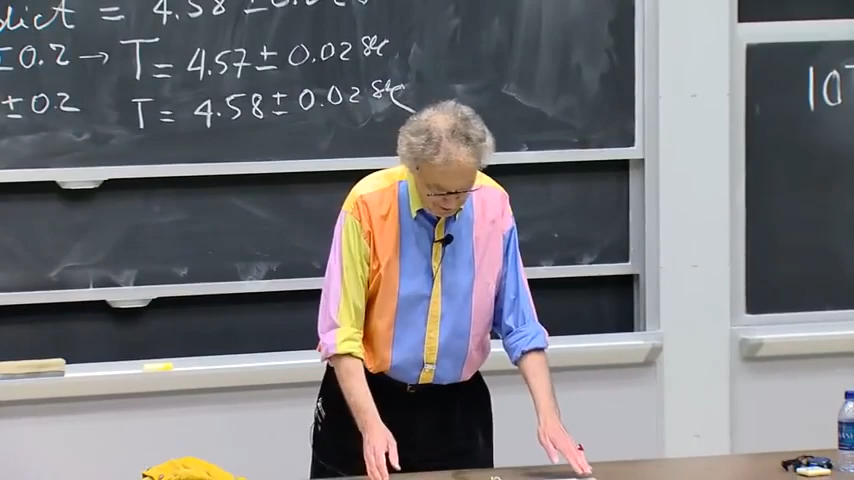 = 4.58
±0.2 → T = 4.57 ± 0.02 sec
±0.2 T = 4.58 ± 0.02 sec
10